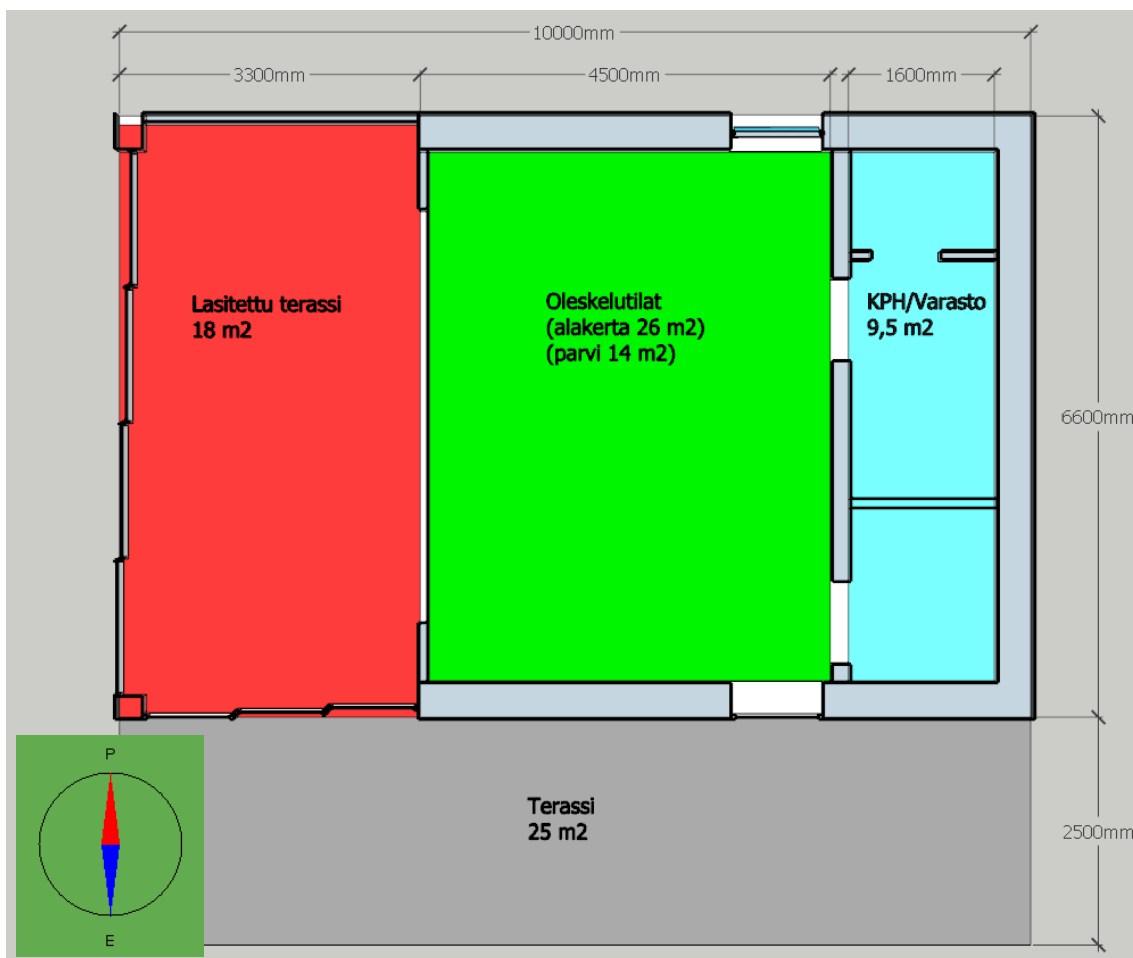 10000mm
3300mm
4500mm
1600mm
Lasitettu terassi
18 m2
Oleskelutilat
(alakerta 26 m2)
(parvi 14 m2)
KPH/Varasto
9,5 m2
6600mm
P
E
Terassi
25 m2
2500mm